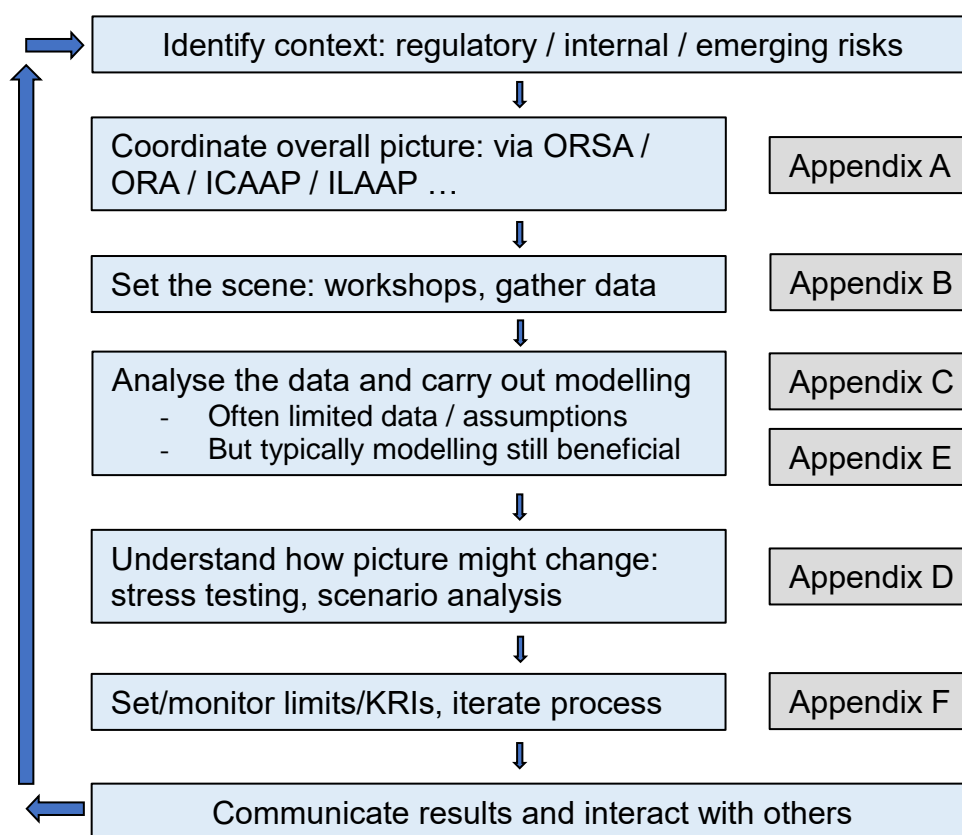 Identify context: regulatory / internal / emerging risks
Coordinate overall picture: via ORSA /
ORA / ICAAP / ILAAP …
Appendix A
Set the scene: workshops, gather data
Appendix B
Analyse the data and carry out modelling
- Often limited data / assumptions
- But typically modelling still beneficial
Appendix C
Appendix E
Understand how picture might change:
stress testing, scenario analysis
Appendix D
Set/monitor limits/KRIs, iterate process
Appendix F
Communicate results and interact with others